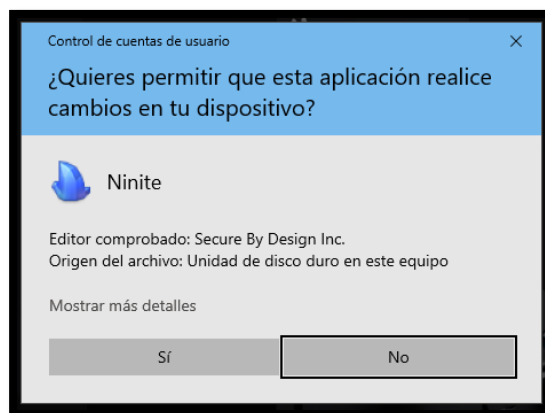 Control de cuentas de usuario
¿Quieres permitir que esta aplicación realice
cambios en tu dispositivo?
Ninite
Editor comprobado: Secure By Design Inc.
Origen del archivo: Unidad de disco duro en este equipo
Mostrar más detalles
Sí
No